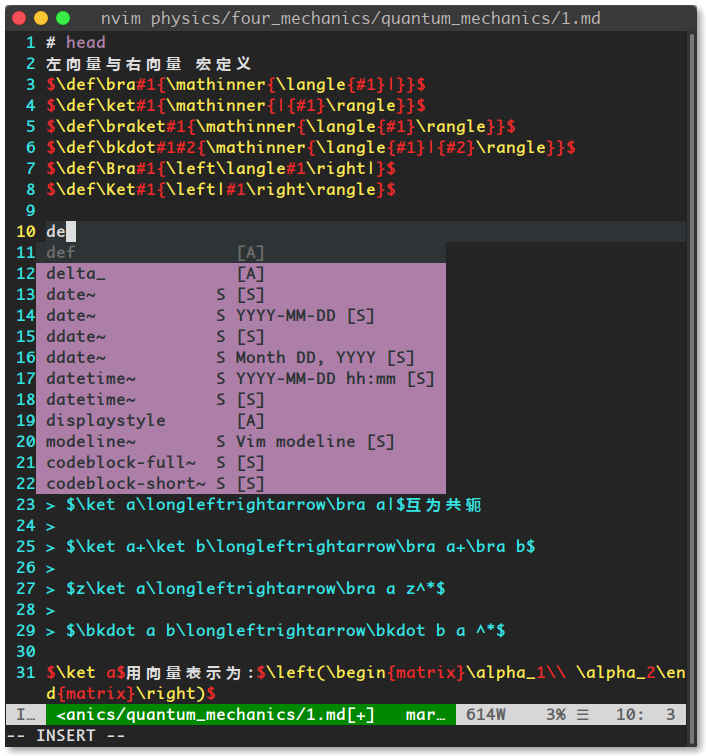 nvim physics/four_mechanics/quantum_mechanics/1.md
1 # head
2 左向量与右向量 宏定义
3 $\def\bra#1{\mathinner{\langle{#1}|}}$
4 $\def\ket#1{\mathinner{|{#1}\rangle}}$
5 $\def\braket#1{\mathinner{\langle{#1}\rangle}}$
6 $\def\bkdot#1#2{\mathinner{\langle{#1}|{#2}\rangle}}$
7 $\def\Bra#1{\left\langle#1\right|}$
8 $\def\Ket#1{\left|#1\right\rangle}$
9
10 de
11 def [A]
12 delta_ [A]
13 date~ S [S]
14 date~ S YYYY-MM-DD [S]
15 ddate~ S [S]
16 ddate~ S Month DD, YYYY [S]
17 datetime~ S YYYY-MM-DD hh:mm [S]
18 datetime~ S [S]
19 displaystyle [A]
20 modeline~ S Vim modeline [S]
21 codeblock-full~ S [S]
22 codeblock-short~ S [S]
23 > $\ket a\longleftrightarrow\bra a|$互为共轭
24 >
25 > $\ket a+\ket b\longleftrightarrow\bra a+\bra b$
26 >
27 > $z\ket a\longleftrightarrow\bra a z^*$
28 >
29 > $\bkdot a b\longleftrightarrow\bkdot b a ^*$
30
31 $\ket a$用向量表示为:$\left(\begin{matrix}\alpha_1\\ \alpha_2\en
d{matrix}\right)$
I… <anics/quantum_mechanics/1.md[+] mar… 614W 3% ☰ 10: 3
-- INSERT --